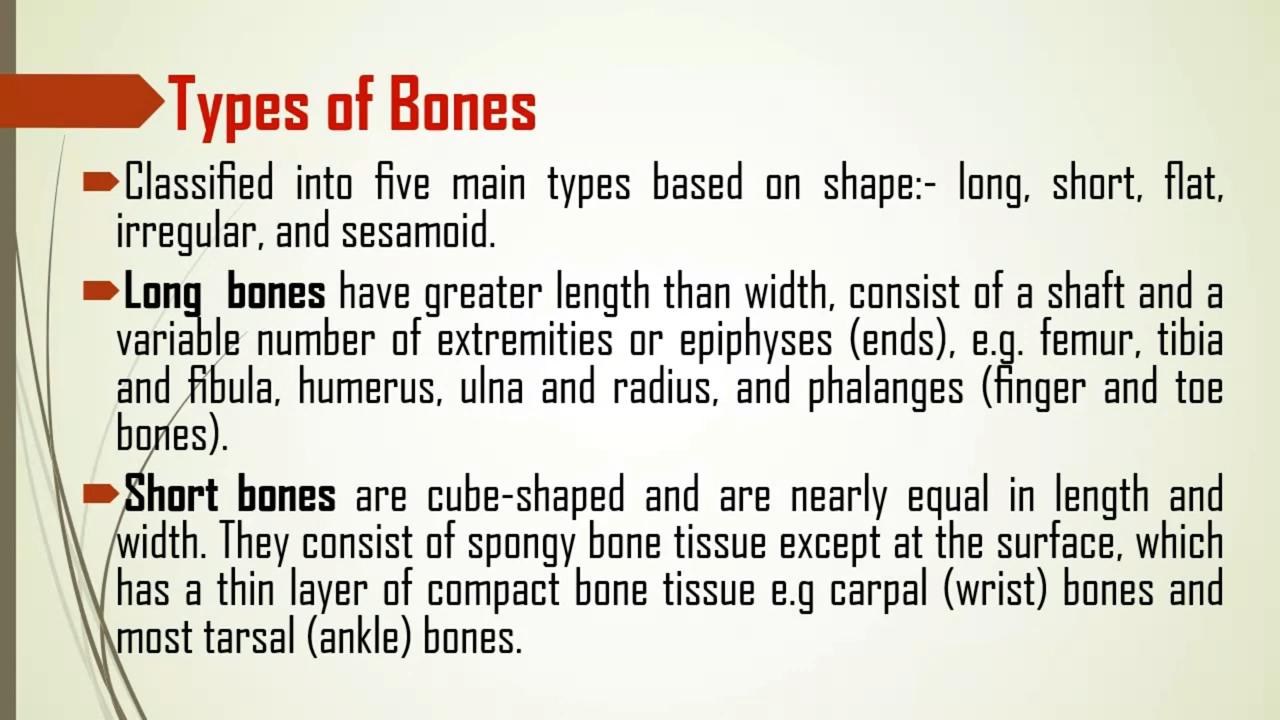 Types of Bones
Classified into five main types based on shape:- long, short, flat,
irregular, and sesamoid.
Long bones have greater length than width, consist of a shaft and a
variable number of extremities or epiphyses (ends), e.g. femur, tibia
and fibula, humerus, ulna and radius, and phalanges (finger and toe
bones).
Short bones are cube-shaped and are nearly equal in length and
width. They consist of spongy bone tissue except at the surface, which
has a thin layer of compact bone tissue e.g carpal (wrist) bones and
most tarsal (ankle) bones.